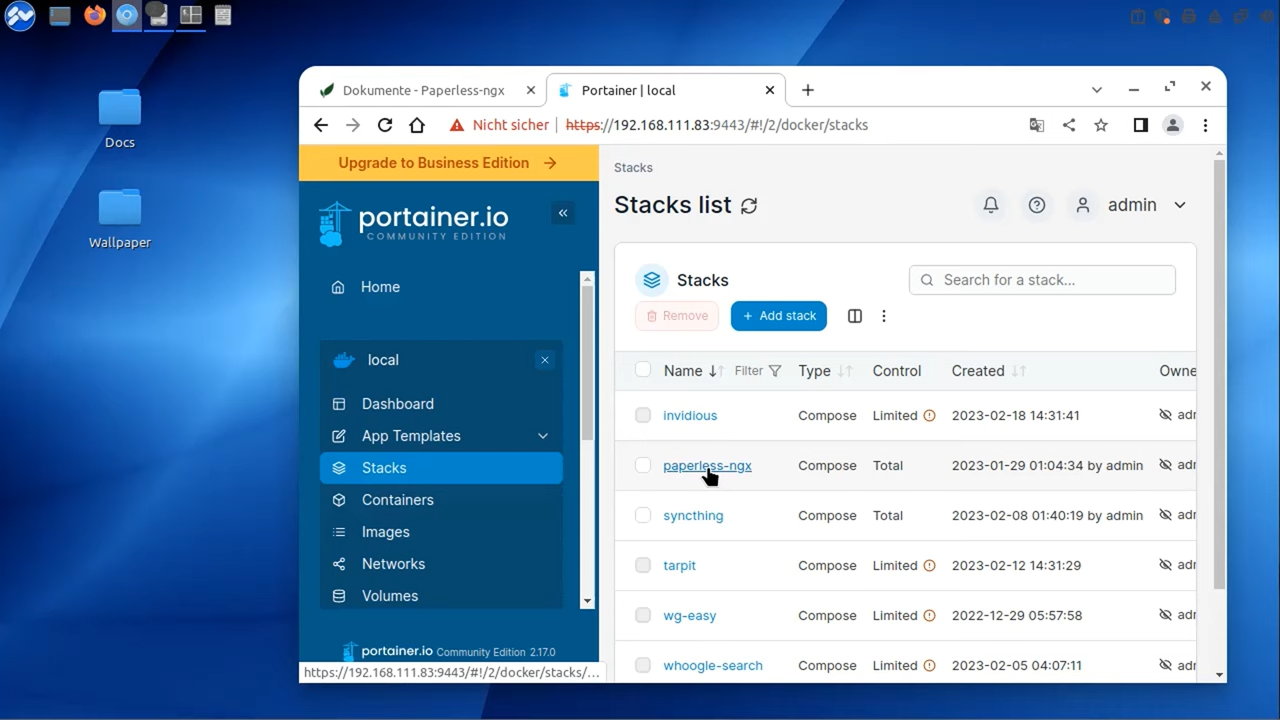 Docs
Wallpaper
Dokumente - Paperless-ngx
Portainer | local
Nicht sicher
https://192.168.111.83:9443/#!/2/docker/stacks
Upgrade to Business Edition
portainer.io
COMMUNITY EDITION
Home
local
Dashboard
App Templates
Stacks
Containers
Images
Networks
Volumes
portainer.io Community Edition 2.17.0
https://192.168.111.83:9443/#!/2/docker/stacks/...
Stacks
Stacks list
admin
Stacks
Search for a stack...
Remove
+ Add stack
Name Filter Type Control Created Owne
invidious Compose Limited 2023-02-18 14:31:41 adr
paperless-ngx Compose Total 2023-01-29 01:04:34 by admin adr
syncthing Compose Total 2023-02-08 01:40:19 by admin adr
tarpit Compose Limited 2023-02-12 14:31:29 adr
wg-easy Compose Limited 2022-12-29 05:57:58 adr
whoogle-search Compose Limited 2023-02-05 04:07:11 adr